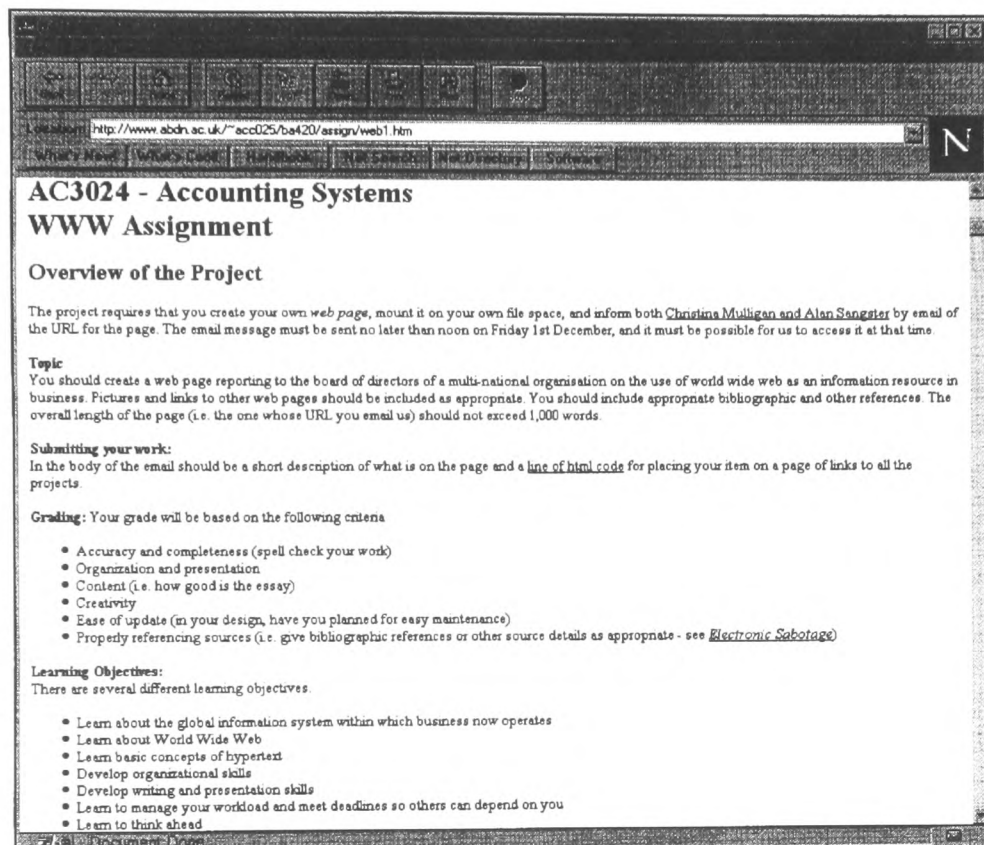 Location: http://www.abdn.ac.uk/~acc025/ba420/assign/web1.htm
N
What's New! What's Cool! Handbook Net Search Net Directory Software
AC3024 - Accounting Systems
WWW Assignment
Overview of the Project
The project requires that you create your own web page, mount it on your own file space, and inform both Christina Mulligan and Alan Sangster by email of
the URL for the page. The email message must be sent no later than noon on Friday 1st December, and it must be possible for us to access it at that time.
Topic
You should create a web page reporting to the board of directors of a multi-national organisation on the use of world wide web as an information resource in
business. Pictures and links to other web pages should be included as appropriate. You should include appropriate bibliographic and other references. The
overall length of the page (i.e. the one whose URL you email us) should not exceed 1,000 words.
Submitting your work:
In the body of the email should be a short description of what is on the page and a line of html code for placing your item on a page of links to all the
projects.
Grading: Your grade will be based on the following criteria
• Accuracy and completeness (spell check your work)
• Organization and presentation
• Content (i.e. how good is the essay)
• Creativity
• Ease of update (in your design, have you planned for easy maintenance)
• Properly referencing sources (i.e. give bibliographic references or other source details as appropriate - see Electronic Sabotage)
Learning Objectives:
There are several different learning objectives.
• Learn about the global information system within which business now operates
• Learn about World Wide Web
• Learn basic concepts of hypertext
• Develop organizational skills
• Develop writing and presentation skills
• Learn to manage your workload and meet deadlines so others can depend on you
• Learn to think ahead
Document: Done